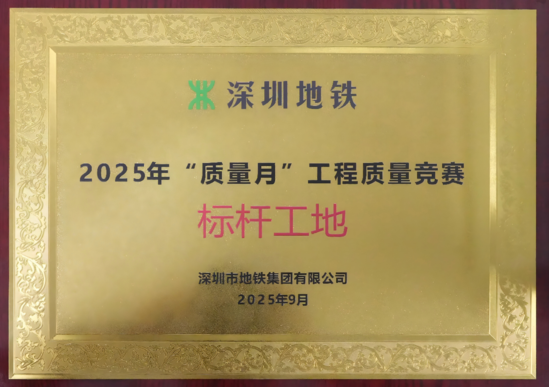 深圳地铁
2025年“质量月”工程质量竞赛
标杆工地
深圳市地铁集团有限公司
2025年9月